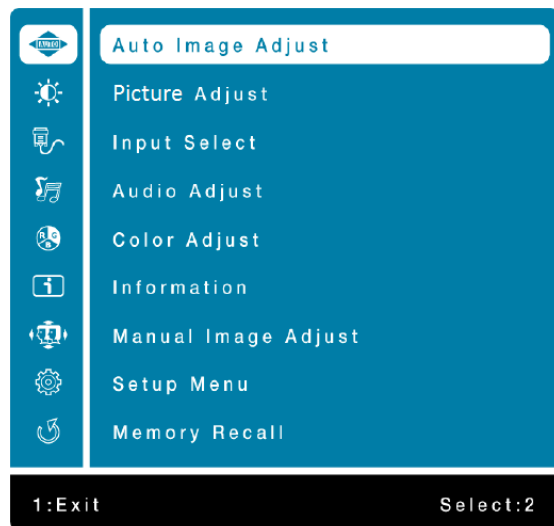 Auto Image Adjust
Picture Adjust
Input Select
Audio Adjust
R G B Color Adjust
i Information
Manual Image Adjust
Setup Menu
Memory Recall
1:Exit Select:2